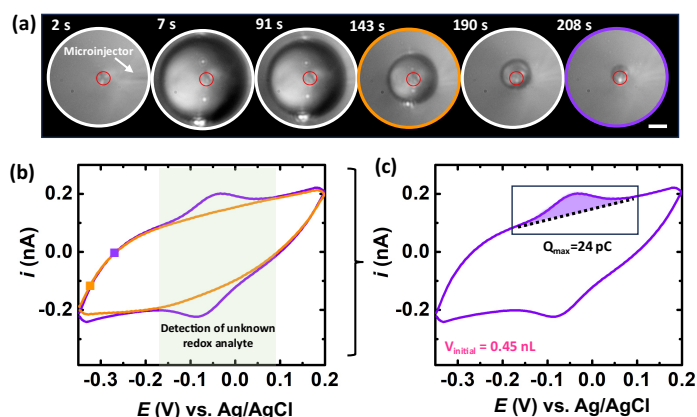 (a)
2 s
7 s
91 s
143 s
190 s
208 s
Microinjector
(b)
0.2
0.0
-0.2
i (nA)
Detection of unknown
redox analyte
-0.3 -0.2 -0.1 0.0 0.1 0.2
E (V) vs. Ag/AgCl
(c)
0.2
0.0
-0.2
i (nA)
Qmax=24 pC
Vinitial = 0.45 nL
-0.3 -0.2 -0.1 0.0 0.1 0.2
E (V) vs. Ag/AgCl